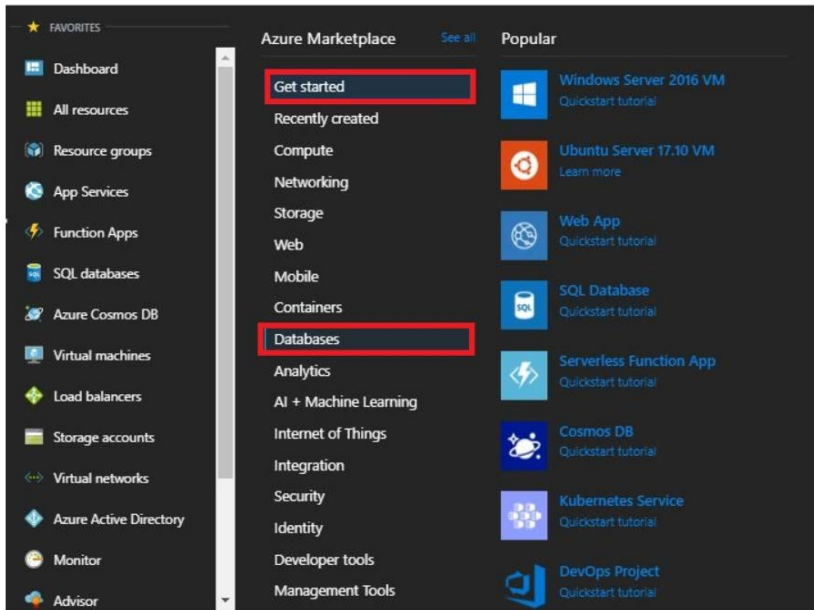 FAVORITES
Dashboard
All resources
Resource groups
App Services
Function Apps
SQL databases
Azure Cosmos DB
Virtual machines
Load balancers
Storage accounts
Virtual networks
Azure Active Directory
Monitor
Advisor
Azure Marketplace See all
Get started
Recently created
Compute
Networking
Storage
Web
Mobile
Containers
Databases
Analytics
AI + Machine Learning
Internet of Things
Integration
Security
Identity
Developer tools
Management Tools
Popular
Windows Server 2016 VM
Quickstart tutorial
Ubuntu Server 17.10 VM
Learn more
Web App
Quickstart tutorial
SQL
SQL Database
Quickstart tutorial
Serverless Function App
Quickstart tutorial
Cosmos DB
Quickstart tutorial
Kubernetes Service
Quickstart tutorial
DevOps Project
Quickstart tutorial